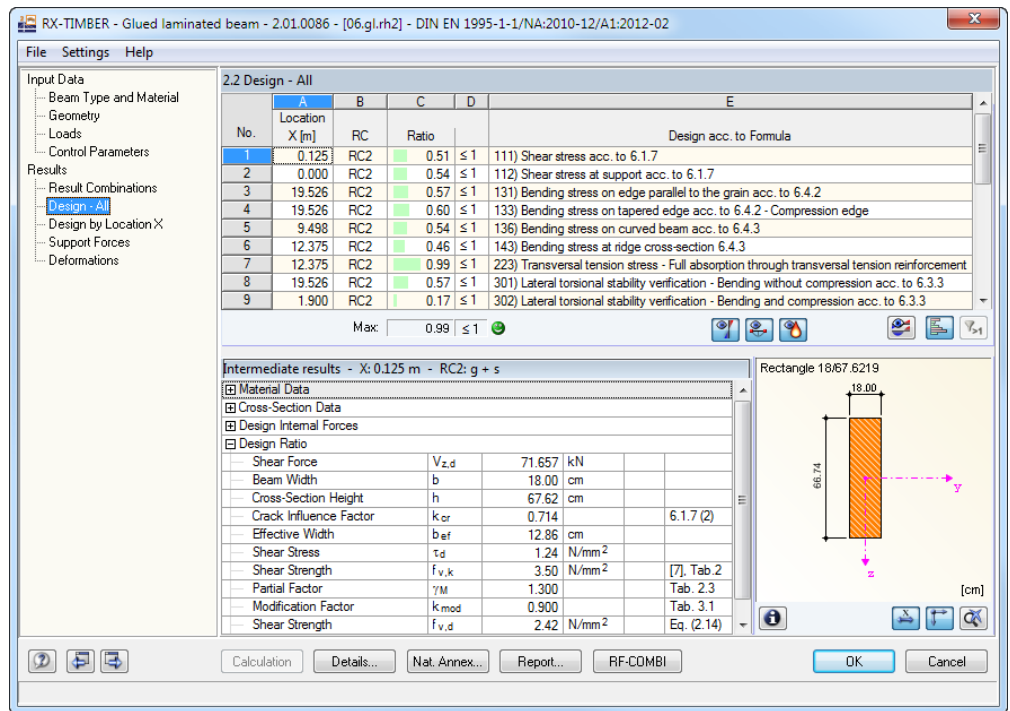 RX-TIMBER - Glued laminated beam - 2.01.0086 - [06.gl.rh2] - DIN EN 1995-1-1/NA:2010-12/A1:2012-02
File Settings Help
Input Data
Beam Type and Material
Geometry
Loads
Control Parameters
Results
Result Combinations
Design - All
Design by Location X
Support Forces
Deformations
2.2 Design - All
A B C D E
Location
No. X [m] RC Ratio Design acc. to Formula
1 0.125 RC2 0.51 ≤ 1 111) Shear stress acc. to 6.1.7
2 0.000 RC2 0.54 ≤ 1 112) Shear stress at support acc. to 6.1.7
3 19.526 RC2 0.57 ≤ 1 131) Bending stress on edge parallel to the grain acc. to 6.4.2
4 19.526 RC2 0.60 ≤ 1 133) Bending stress on tapered edge acc. to 6.4.2 - Compression edge
5 9.498 RC2 0.54 ≤ 1 136) Bending stress on curved beam acc. to 6.4.3
6 12.375 RC2 0.46 ≤ 1 143) Bending stress at ridge cross-section 6.4.3
7 12.375 RC2 0.99 ≤ 1 223) Transversal tension stress - Full absorption through transversal tension reinforcement
8 19.526 RC2 0.57 ≤ 1 301) Lateral torsional stability verification - Bending without compression acc. to 6.3.3
9 1.900 RC2 0.17 ≤ 1 302) Lateral torsional stability verification - Bending and compression acc. to 6.3.3
Max: 0.99 ≤ 1
Intermediate results - X: 0.125 m - RC2: g + s
Material Data
Cross-Section Data
Design Internal Forces
Design Ratio
Shear Force Vz,d 71.657 kN
Beam Width b 18.00 cm
Cross-Section Height h 67.62 cm
Crack Influence Factor kcr 0.714 6.1.7 (2)
Effective Width bef 12.86 cm
Shear Stress τd 1.24 N/mm2
Shear Strength fv,k 3.50 N/mm2 [7], Tab.2
Partial Factor γM 1.300 Tab. 2.3
Modification Factor kmod 0.900 Tab. 3.1
Shear Strength fv,d 2.42 N/mm2 Eq. (2.14)
Rectangle 18/67.6219
18.00
66.74
y
z
[cm]
Calculation Details... Nat. Annex... Report... RF-COMBI OK Cancel